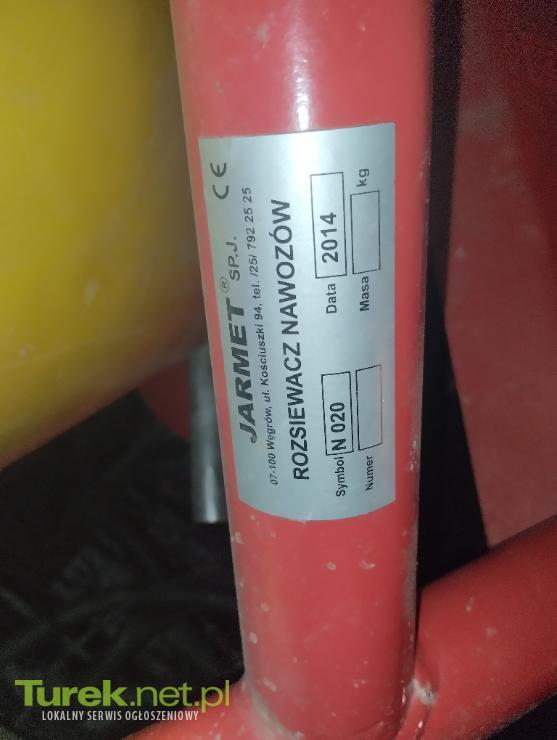 JARMET® SP.J. CE
07-100 Węgrów, ul. Kościuszki 94, tel. /25/ 792 25 25
ROZSIEWACZ NAWOZÓW
Symbol N 020 Data 2014
Numer Masa kg
Turek.net.pl
LOKALNY SERWIS OGŁOSZENIOWY